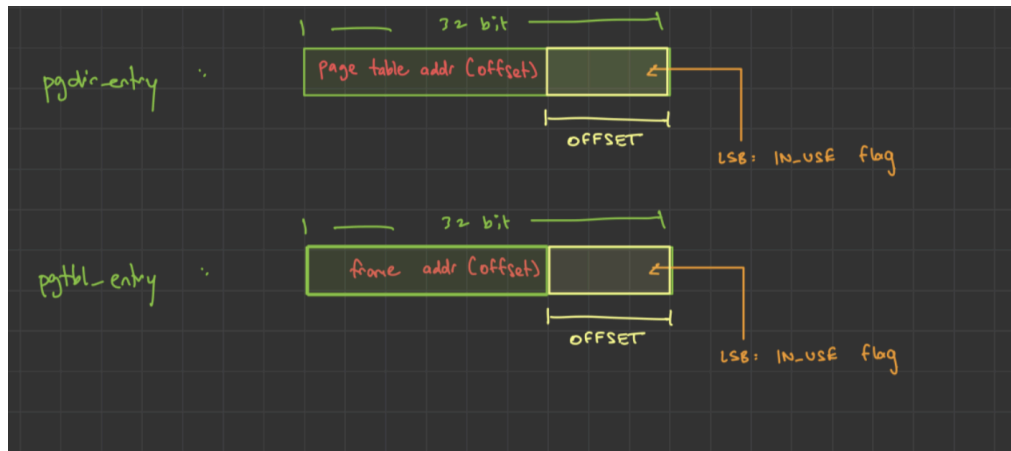 32 bit
pgdir_entry : page table addr (offset)
OFFSET
LSB: IN_USE flag
32 bit
pgtbl_entry : frame addr (offset)
OFFSET
LSB: IN_USE flag